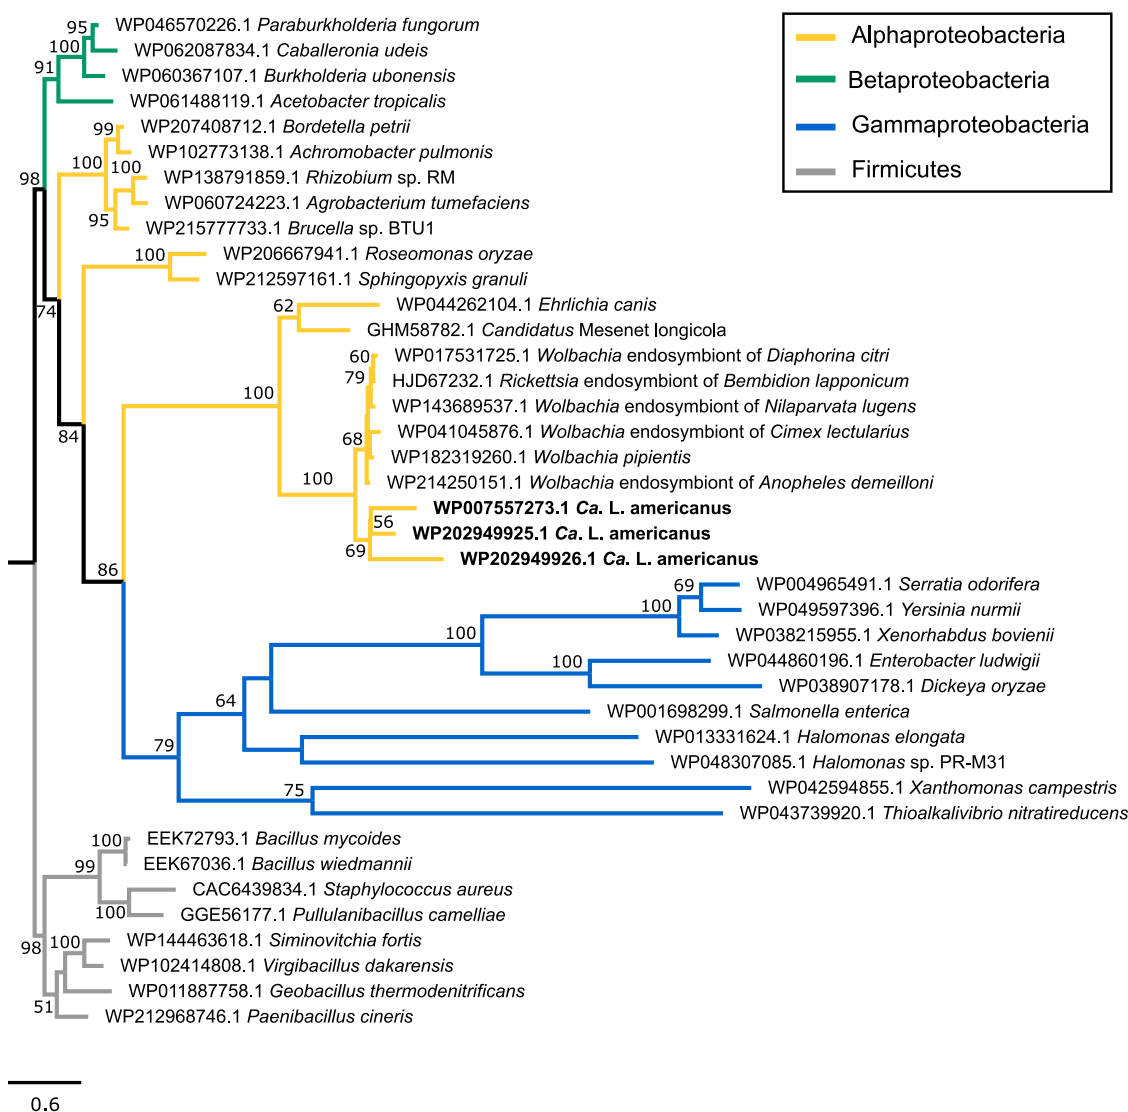 95
WP046570226.1 Paraburkholderia fungorum
100
WP062087834.1 Caballeronia udeis
91
WP060367107.1 Burkholderia ubonensis
WP061488119.1 Acetobacter tropicalis
99
WP207408712.1 Bordetella petrii
WP102773138.1 Achromobacter pulmonis
100
100
WP138791859.1 Rhizobium sp. RM
98
WP060724223.1 Agrobacterium tumefaciens
95
WP215777733.1 Brucella sp. BTU1
100
WP206667941.1 Roseomonas oryzae
WP212597161.1 Sphingopyxis granuli
74
62
WP044262104.1 Ehrlichia canis
GHM58782.1 Candidatus Mesenet longicola
60
WP017531725.1 Wolbachia endosymbiont of Diaphorina citri
79
HJD67232.1 Rickettsia endosymbiont of Bembidion lapponicum
100
WP143689537.1 Wolbachia endosymbiont of Nilaparvata lugens
84
68
WP041045876.1 Wolbachia endosymbiont of Cimex lectularius
WP182319260.1 Wolbachia pipientis
100
WP214250151.1 Wolbachia endosymbiont of Anopheles demeilloni
WP007557273.1 Ca. L. americanus
56
WP202949925.1 Ca. L. americanus
69
WP202949926.1 Ca. L. americanus
86
69
WP004965491.1 Serratia odorifera
100
WP049597396.1 Yersinia nurmii
100
WP038215955.1 Xenorhabdus bovienii
100
WP044860196.1 Enterobacter ludwigii
WP038907178.1 Dickeya oryzae
64
WP001698299.1 Salmonella enterica
79
WP013331624.1 Halomonas elongata
WP048307085.1 Halomonas sp. PR-M31
75
WP042594855.1 Xanthomonas campestris
WP043739920.1 Thioalkalivibrio nitratireducens
100
EEK72793.1 Bacillus mycoides
99
EEK67036.1 Bacillus wiedmannii
CAC6439834.1 Staphylococcus aureus
100
GGE56177.1 Pullulanibacillus camelliae
98
100
WP144463618.1 Siminovitchia fortis
WP102414808.1 Virgibacillus dakarensis
WP011887758.1 Geobacillus thermodenitrificans
51
WP212968746.1 Paenibacillus cineris
0.6
Alphaproteobacteria
Betaproteobacteria
Gammaproteobacteria
Firmicutes